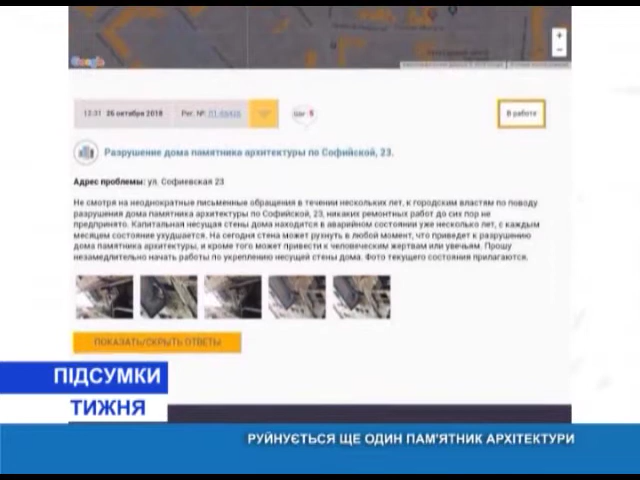 Google
12:31 26 октября 2018
Рег. №:
5
В работе
Разрушение дома памятника архитектуры по Софийской, 23.
Адрес проблемы: ул. Софиевская 23
Не смотря на неоднократные письменные обращения в течении нескольких лет, к городским властям по поводу
разрушения дома памятника архитектуры по Софийской, 23, никаких ремонтных работ до сих пор не
предпринято. Капитальная несущая стены дома находится в аварийном состоянии уже несколько лет, с каждым
месяцем состояние ухудшается. На сегодня стена может рухнуть в любой момент, что приведет к разрушению
дома памятника архитектуры, и кроме того может привести к человеческим жертвам или увечьям. Прошу
незамедлительно начать работы по укреплению несущей стены дома. Фото текущего состояния прилагаются.
ПОКАЗАТЬ/СКРЫТЬ ОТВЕТЫ
ПІДСУМКИ
ТИЖНЯ
РУЙНУЄТЬСЯ ЩЕ ОДИН ПАМ'ЯТНИК АРХІТЕКТУРИ